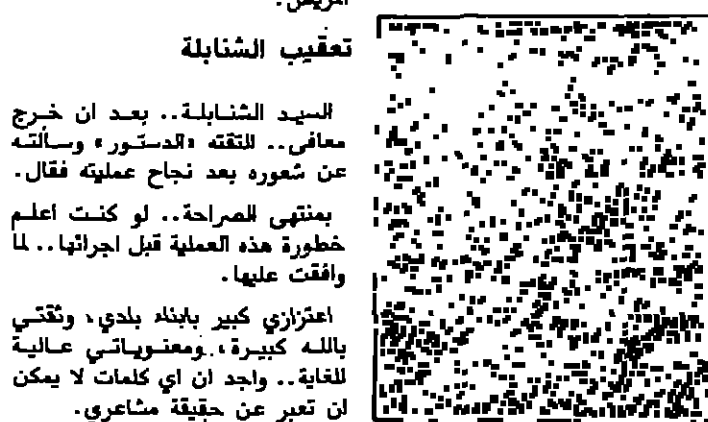 المريض.
تعقيب الشنابلة
السيد الشنابلة.. بعد ان خرج
معافى.. التقته «الدستور» وسألته
عن شعوره بعد نجاح عمليته فقال.
بمنتهى الصراحة.. لو كنت اعلم
خطورة هذه العملية قبل اجرائها.. لما
وافقت عليها.
اعتزازي كبير بابناء بلدي، وثقتي
بالله كبيرة، ومعنوياتي عالية
للغاية.. واجد ان اي كلمات لا يمكن
ان تعبر عن حقيقة مشاعري.